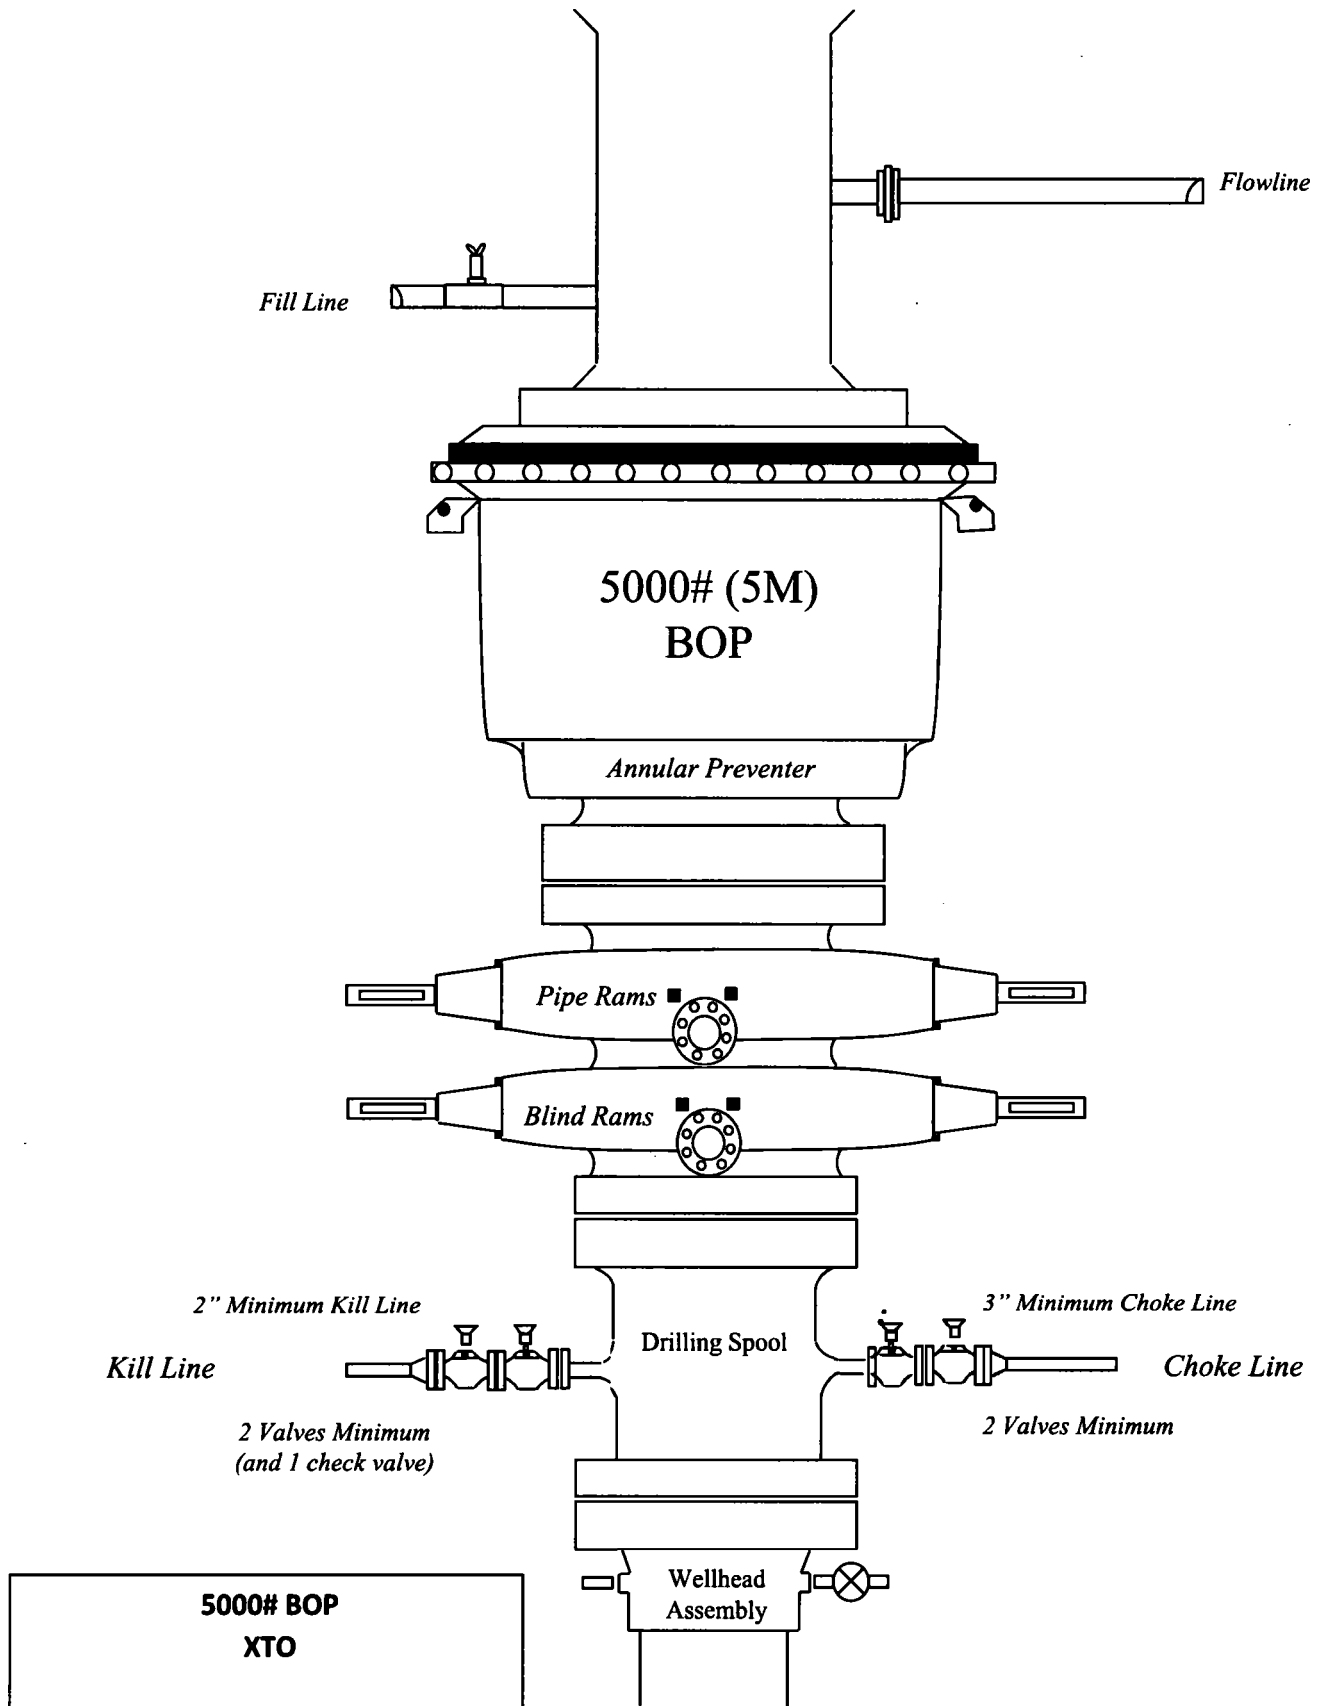 Flowline
Fill Line
5000# (5M)
BOP
Annular Preventer
Pipe Rams
Blind Rams
2” Minimum Kill Line
3” Minimum Choke Line
Drilling Spool
Kill Line
Choke Line
2 Valves Minimum
(and 1 check valve)
2 Valves Minimum
Wellhead
Assembly
5000# BOP
XTO